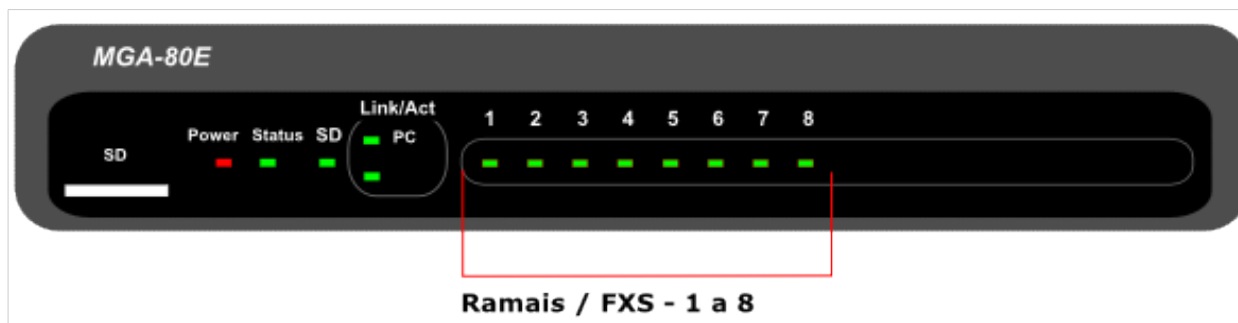 MGA-80E
Link/Act
Power Status SD PC
SD
1 2 3 4 5 6 7 8
Ramais / FXS - 1 a 8